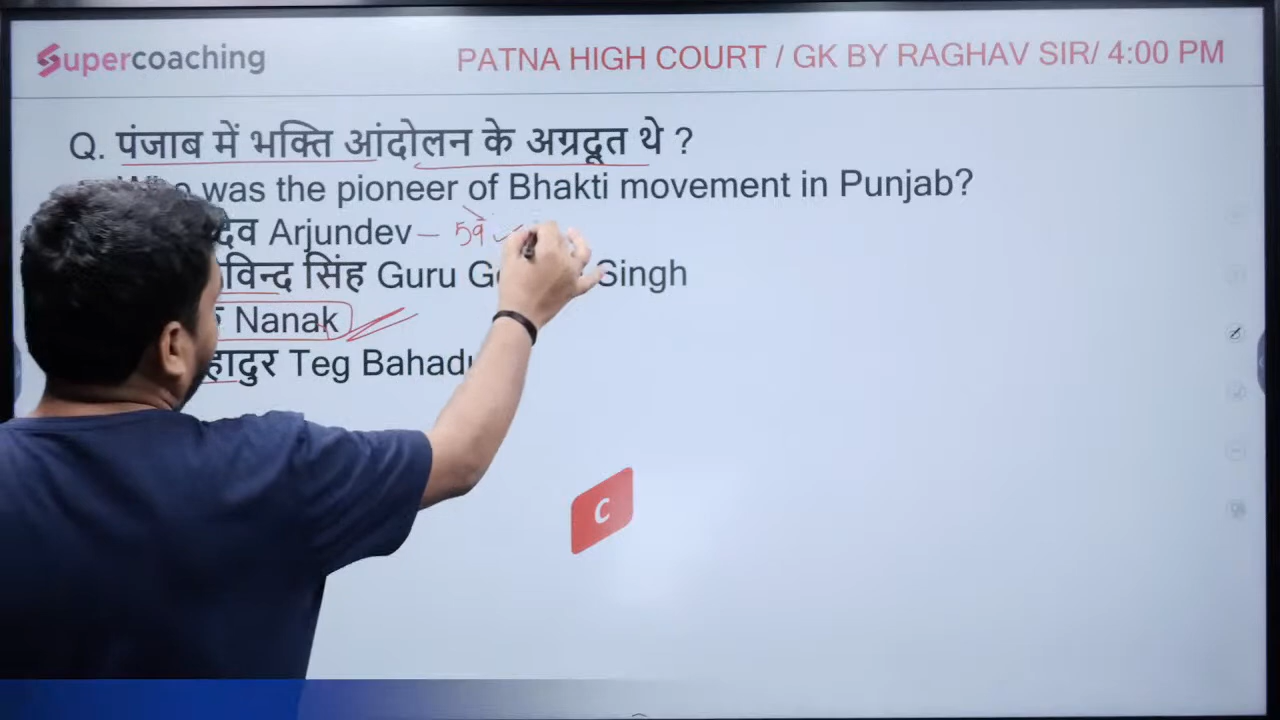 Supercoaching
PATNA HIGH COURT / GK BY RAGHAV SIR/ 4:00 PM
Q. पंजाब में भक्ति आंदोलन के अग्रदूत थे ?
was the pioneer of Bhakti movement in Punjab?
Arjundev – 5वे
सिंह Guru Singh
Nanak
Teg
C